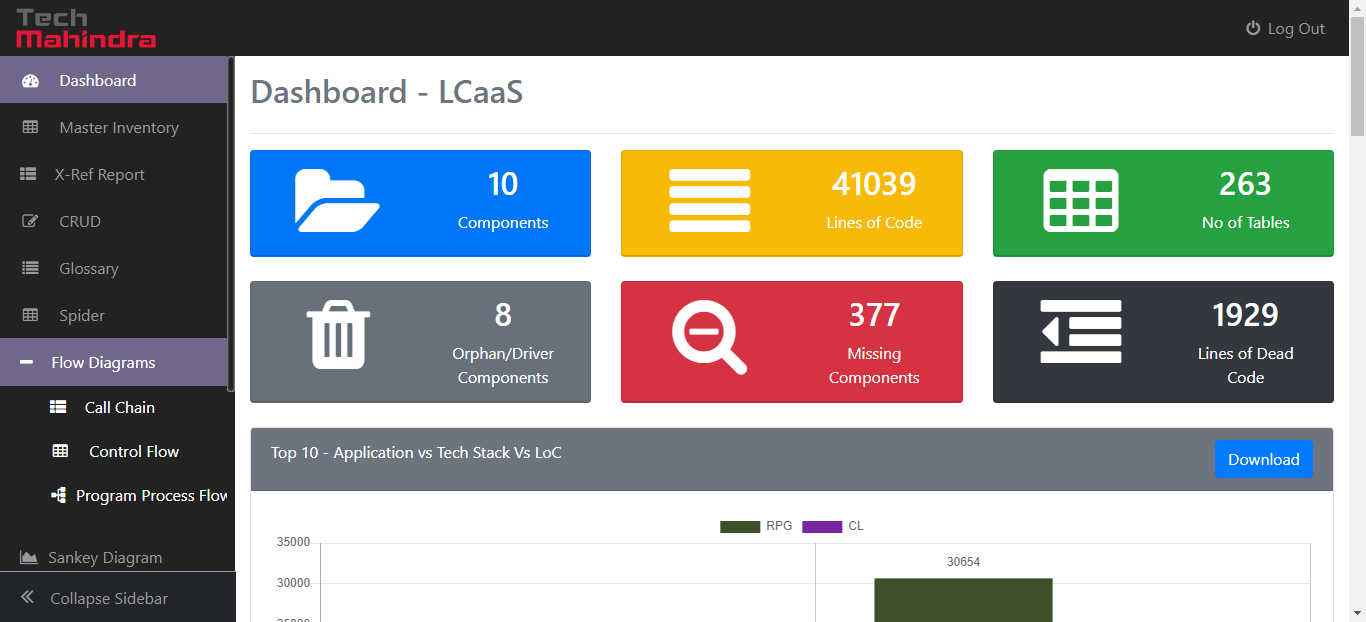 Tech
Mahindra
Log Out
Dashboard
Master Inventory
X-Ref Report
CRUD
Glossary
Spider
Flow Diagrams
Call Chain
Control Flow
Program Process Flow
Sankey Diagram
Collapse Sidebar
Dashboard - LCaaS
10
Components
41039
Lines of Code
263
No of Tables
8
Orphan/Driver
Components
377
Missing
Components
1929
Lines of Dead
Code
Top 10 - Application vs Tech Stack Vs LoC
Download
RPG
CL
35000
30654
30000
25000